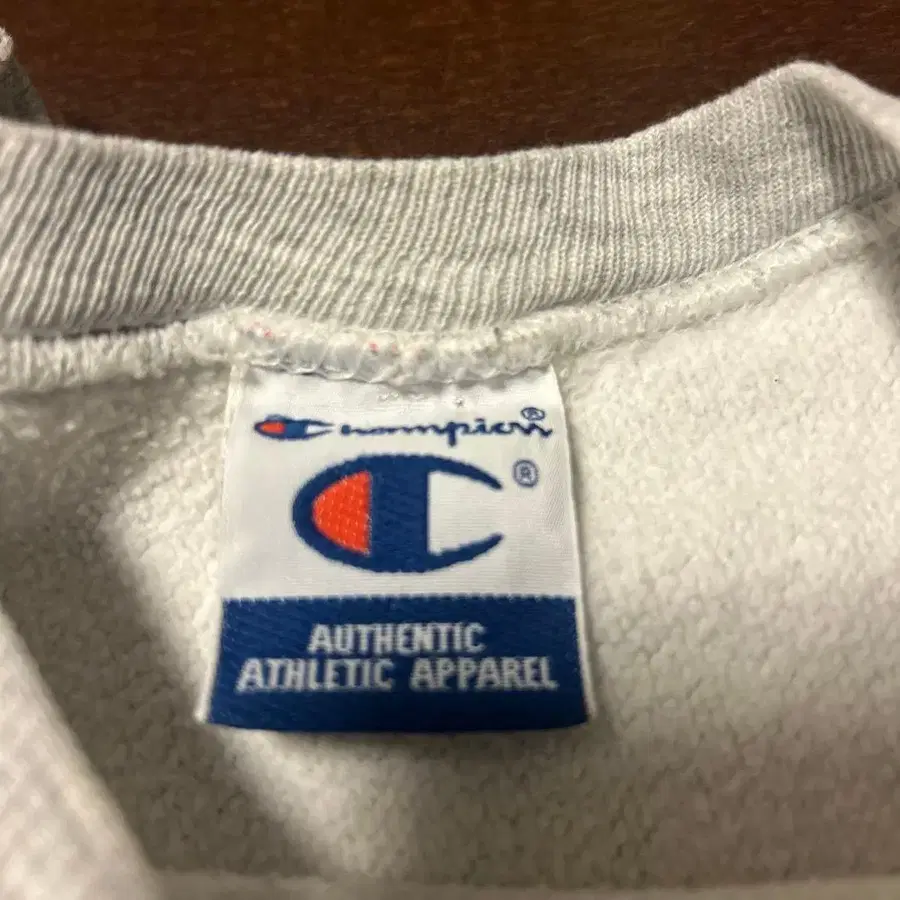 Champion®
®
AUTHENTIC
ATHLETIC APPAREL